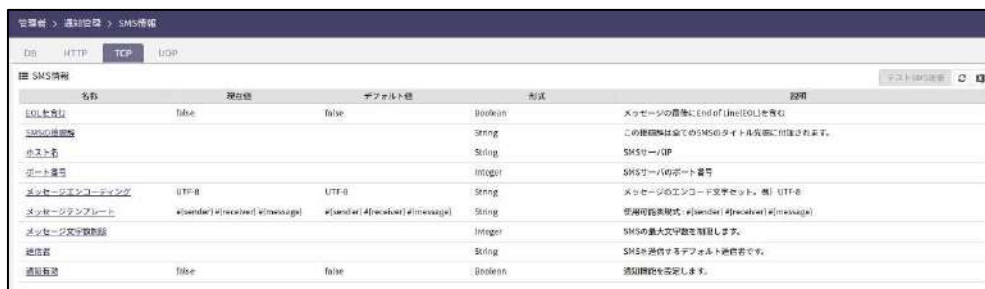 管理者 > 通知管理 > SMS情報
DB HTTP TCP UDP
SMS情報
テストSMS送信
名称 現在値 デフォルト値 形式 説明
EOLを含む false false Boolean メッセージの最後にEnd of Line(EOL)を含む
SMSの接頭辞 String この接頭辞は全てのSMSのタイトル先頭に付加されます。
ホスト名 String SMSサーバIP
ポート番号 Integer SMSサーバのポート番号
メッセージエンコーディング UTF-8 UTF-8 String メッセージのエンコード文字セット。例) UTF-8
メッセージテンプレート #{sender} #{receiver} #{message} #{sender} #{receiver} #{message} String 使用可能表現式 : #{sender} #{receiver} #{message}
メッセージ文字数制限 Integer SMSの最大文字数を制限します。
送信者 String SMSを送信するデフォルト送信者です。
通知有効 false false Boolean 通知機能を設定します。